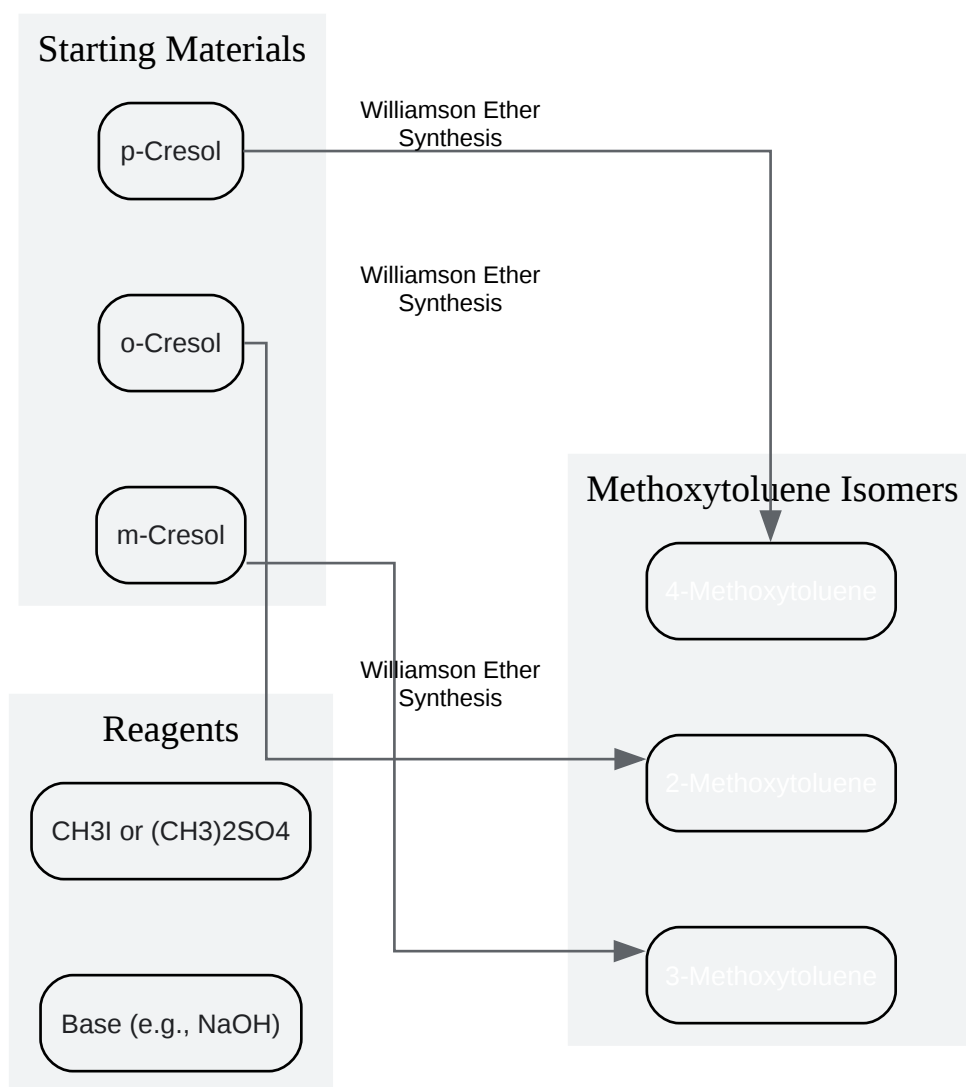 Starting Materials
p-Cresol
Williamson Ether
Synthesis
o-Cresol
Williamson Ether
Synthesis
m-Cresol
Methoxytoluene Isomers
4-Methoxytoluene
Williamson Ether
Synthesis
2-Methoxytoluene
3-Methoxytoluene
Reagents
CH3I or (CH3)2SO4
Base (e.g., NaOH)